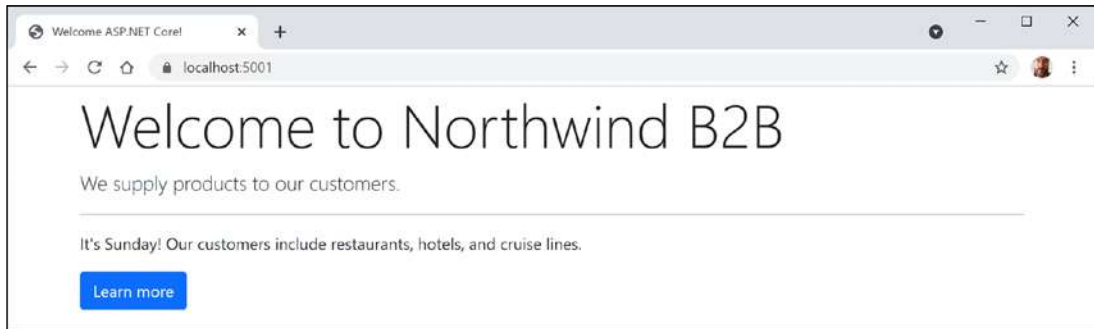 Welcome ASP.NET Core!
localhost:5001
Welcome to Northwind B2B
We supply products to our customers.
It's Sunday! Our customers include restaurants, hotels, and cruise lines.
Learn more